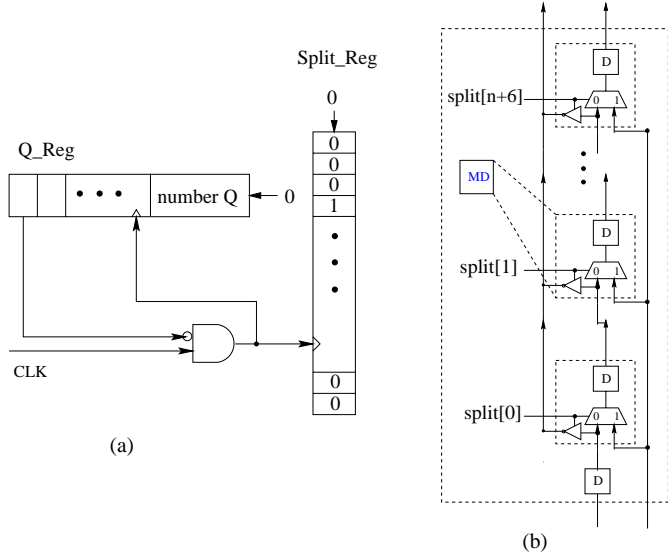 Split_Reg
0
Q_Reg
number Q
0
0
0
0
1
0
0
CLK
(a)
D
split[n+6]
0 1
MD
D
split[1]
0 1
D
split[0]
0 1
D
(b)